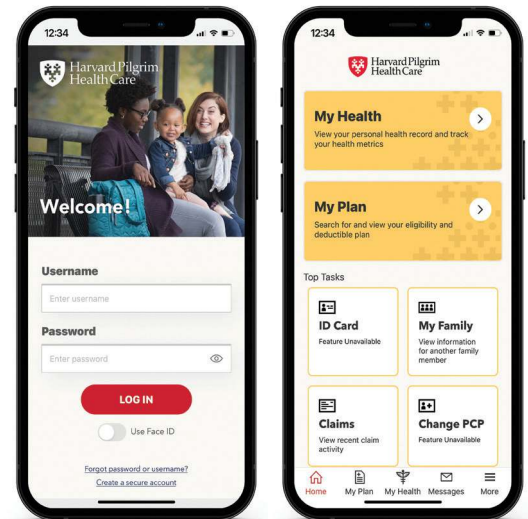 12:34
Harvard Pilgrim
Health Care
Welcome!
Username
Enter username
Password
Enter password
LOG IN
Use Face ID
Forgot password or username?
Create a secure account
12:34
Harvard Pilgrim
Health Care
My Health
View your personal health record and track
your health metrics
My Plan
Search for and view your eligibility and
deductible plan
Top Tasks
ID Card
Feature Unavailable
My Family
View information
for another family
member
Claims
View recent claim
activity
Change PCP
Feature Unavailable
Home
My Plan
My Health
Messages
More